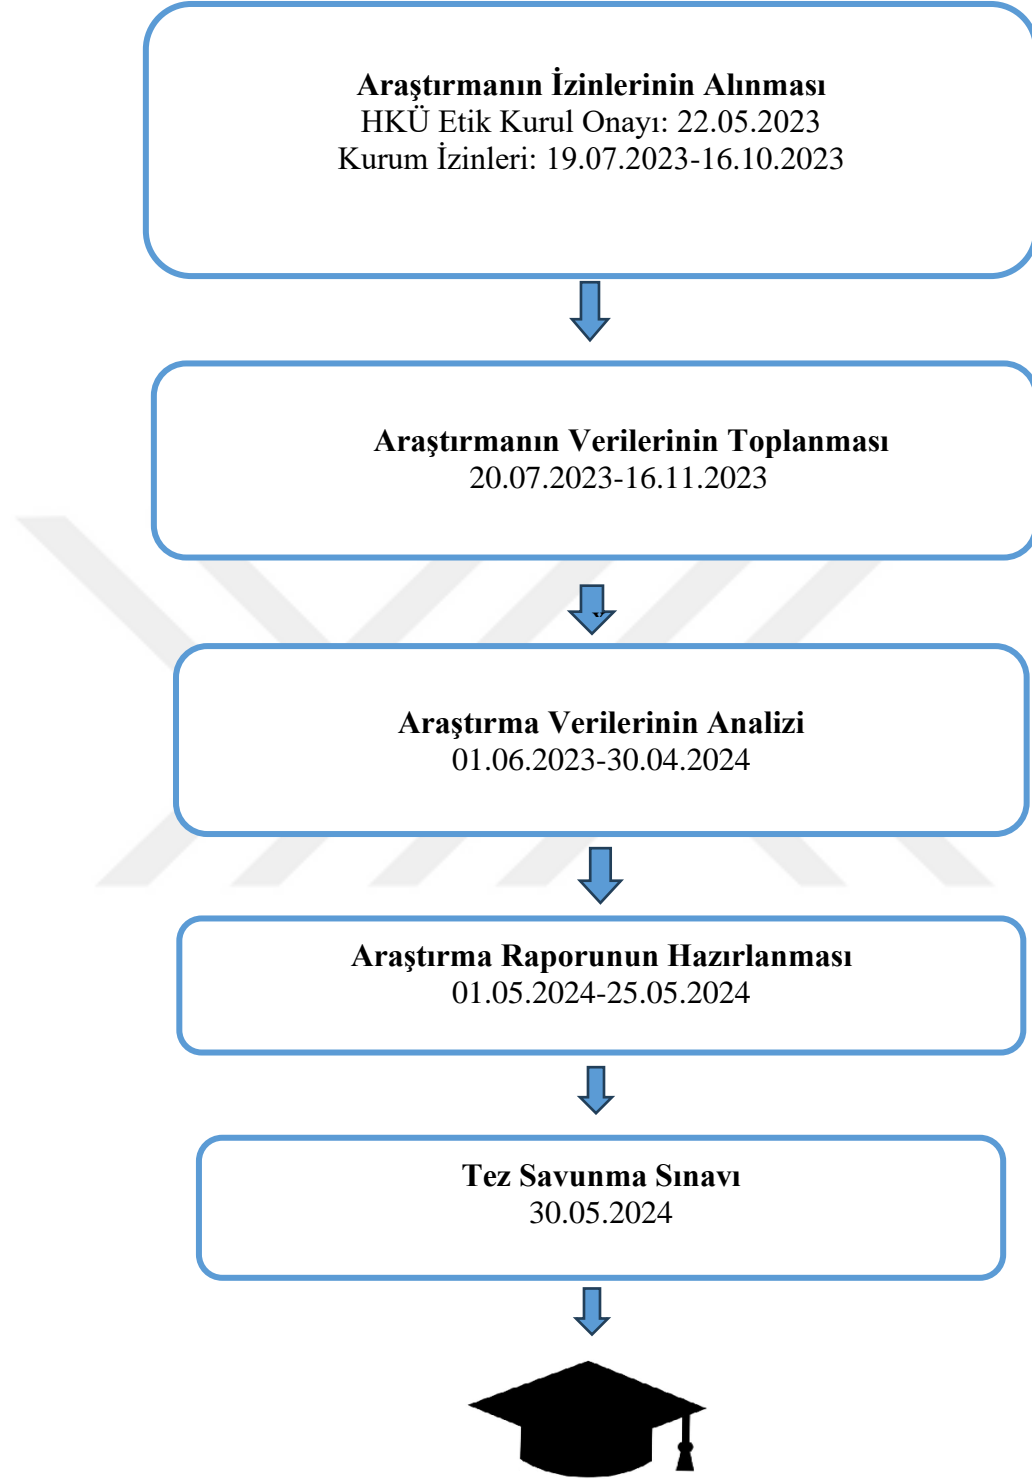 Araştırmanın İzinlerinin Alınması
HKÜ Etik Kurul Onayı: 22.05.2023
Kurum İzinleri: 19.07.2023-16.10.2023
Araştırmanın Verilerinin Toplanması
20.07.2023-16.11.2023
Araştırma Verilerinin Analizi
01.06.2023-30.04.2024
Araştırma Raporunun Hazırlanması
01.05.2024-25.05.2024
Tez Savunma Sınavı
30.05.2024